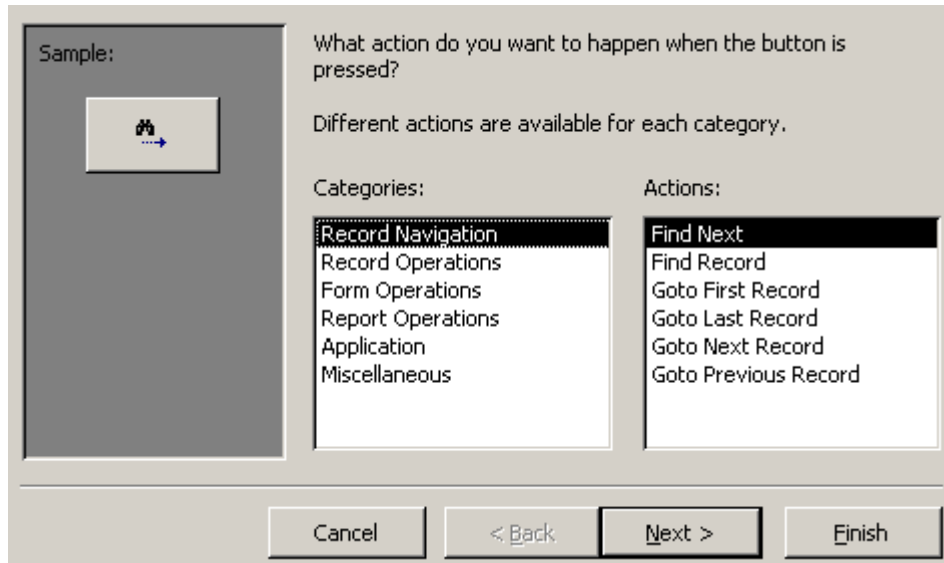 Sample:
What action do you want to happen when the button is
pressed?
Different actions are available for each category.
Categories:
Record Navigation
Record Operations
Form Operations
Report Operations
Application
Miscellaneous
Actions:
Find Next
Find Record
Goto First Record
Goto Last Record
Goto Next Record
Goto Previous Record
Cancel
< Back
Next >
Finish